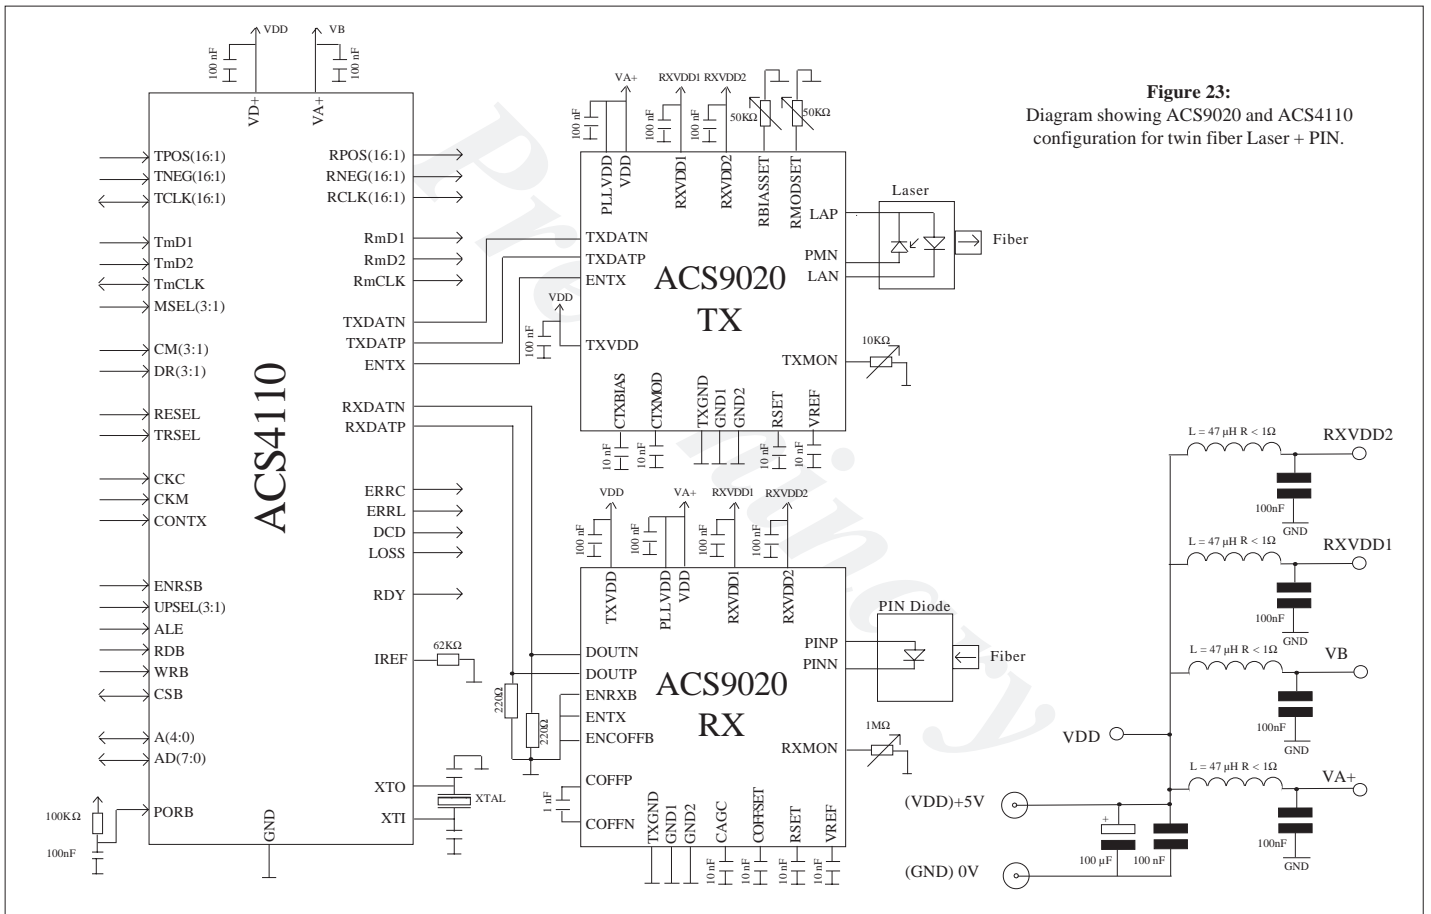 Figure 23:
Diagram showing ACS9020 and ACS4110
configuration for twin fiber Laser + PIN.
VDD
VB
100 nF
100 nF
VD+
VA+
ACS4110
TPOS(16:1)
TNEG(16:1)
TCLK(16:1)
TmD1
TmD2
TmCLK
MSEL(3:1)
CM(3:1)
DR(3:1)
RESEL
TRSEL
CKC
CKM
CONTX
ENRSB
UPSEL(3:1)
ALE
RDB
WRB
CSB
A(4:0)
AD(7:0)
PORB
100KΩ
100nF
GND
RPOS(16:1)
RNEG(16:1)
RCLK(16:1)
RmD1
RmD2
RmCLK
TXDATN
TXDATP
ENTX
RXDATN
RXDATP
ERRC
ERRL
DCD
LOSS
RDY
IREF
62KΩ
XTO
XTAL
XTI
VA+
RXVDD1
RXVDD2
100 nF
100 nF
100 nF
50KΩ
50KΩ
PLLVDD
VDD
RXVDD1
RXVDD2
RBIASSET
RMODSET
TXDATN
TXDATP
ENTX
VDD
100 nF
TXVDD
ACS9020
TX
LAP
PMN
LAN
Laser
Fiber
TXMON
10KΩ
CTXBIAS
CTXMOD
TXGND
GND1
GND2
RSET
VREF
10 nF
10 nF
10 nF
10 nF
VDD
VA+
RXVDD1
RXVDD2
100 nF
100 nF
100 nF
100 nF
TXVDD
PLLVDD
VDD
RXVDD1
RXVDD2
DOUTN
DOUTP
ENRXB
ENTX
ENCOFFB
220Ω
220Ω
COFFP
1 nF
COFFN
ACS9020
RX
PINP
PINN
PIN Diode
Fiber
RXMON
1MΩ
TXGND
GND1
GND2
CAGC
COFFSET
RSET
VREF
10 nF
10 nF
10 nF
10 nF
L = 47 µH R < 1Ω
RXVDD2
100nF
GND
L = 47 µH R < 1Ω
RXVDD1
100nF
GND
L = 47 µH R < 1Ω
VB
100nF
GND
VDD
L = 47 µH R < 1Ω
VA+
100nF
GND
(VDD)+5V
+
100 µF
100 nF
(GND) 0V